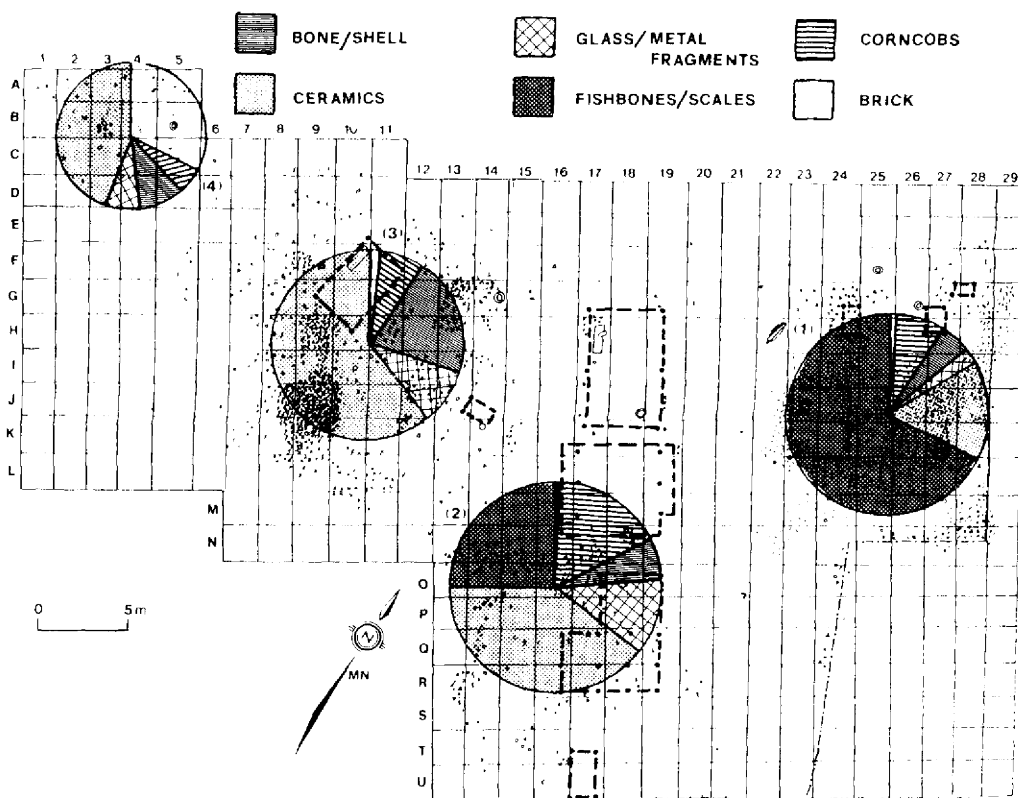 BONE/SHELL
GLASS/METAL
FRAGMENTS
CORNCOBS
CERAMICS
FISHBONES/SCALES
BRICK
1 2 3 4 5
6 7 8 9 10 11
12 13 14 15 16 17 18 19 20 21 22 23 24 25 26 27 28 29
A
B
C
D
(4)
E
(3)
F
G
H
(1)
I
J
K
L
M
(2)
N
O
P
Q
R
S
T
U
0 5m
N
MN
?